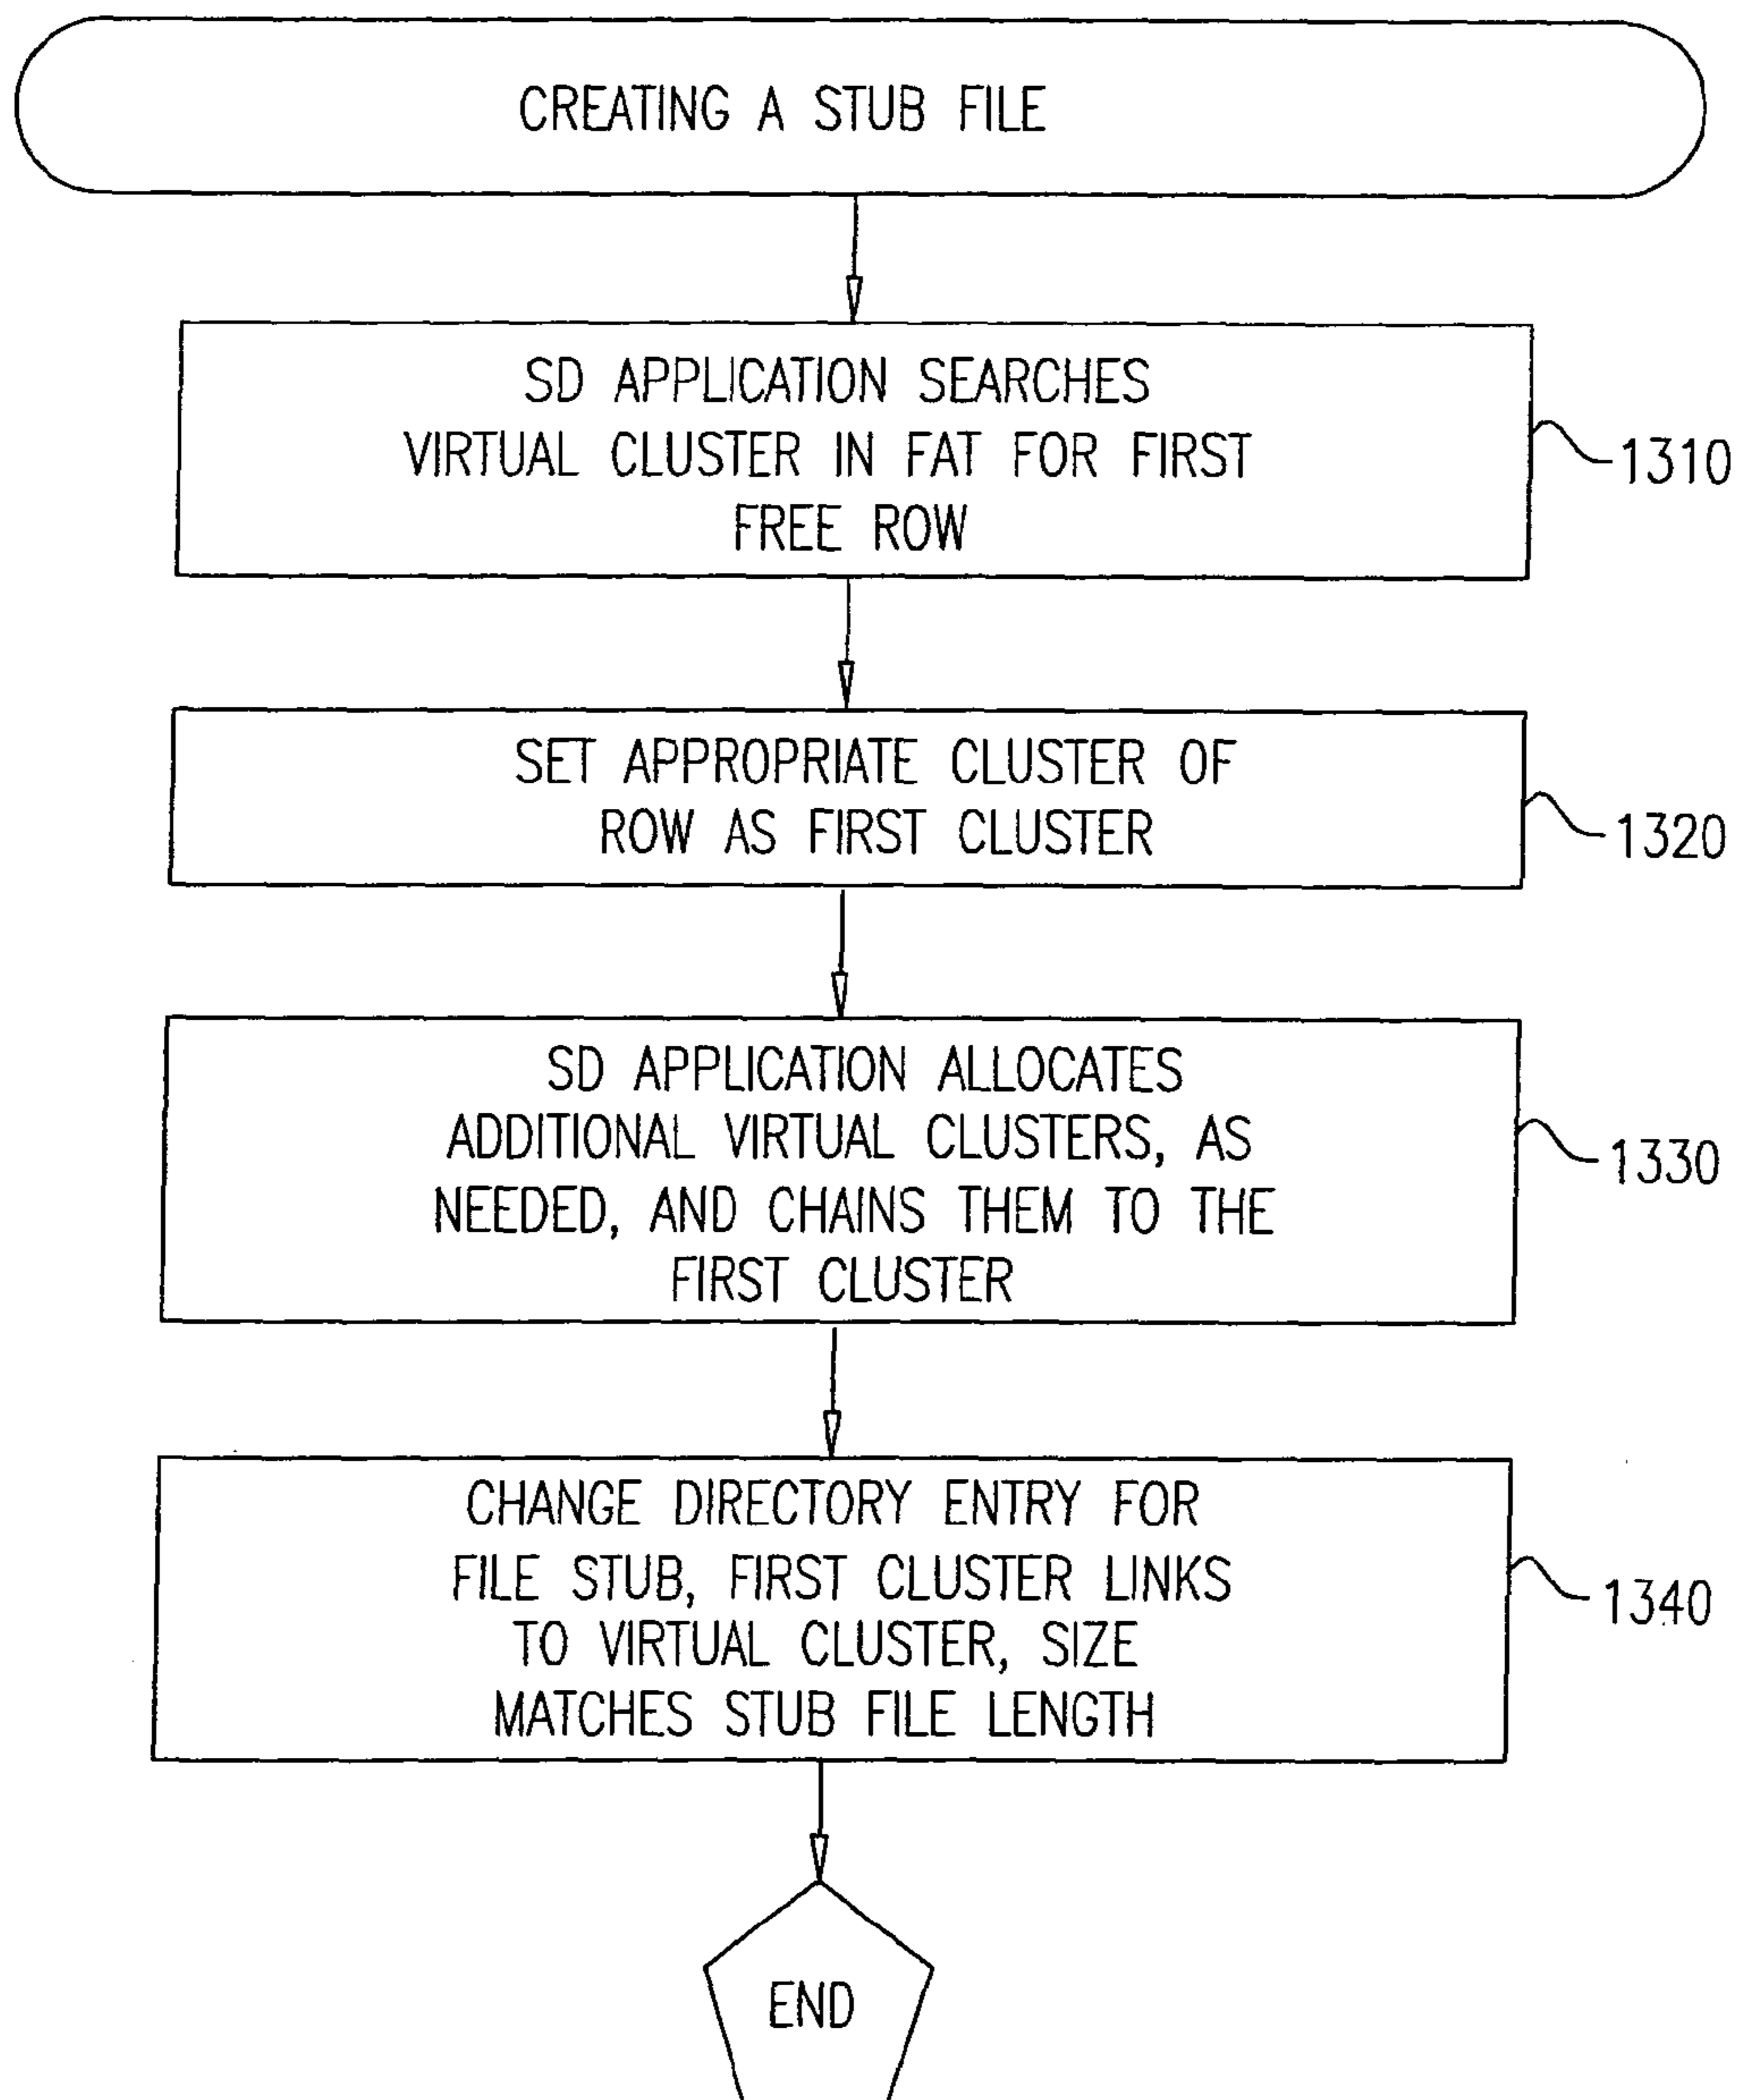 CREATING A STUB FILE
SD APPLICATION SEARCHES
VIRTUAL CLUSTER IN FAT FOR FIRST
FREE ROW
1310
SET APPROPRIATE CLUSTER OF
ROW AS FIRST CLUSTER
1320
SD APPLICATION ALLOCATES
ADDITIONAL VIRTUAL CLUSTERS, AS
NEEDED, AND CHAINS THEM TO THE
FIRST CLUSTER
1330
CHANGE DIRECTORY ENTRY FOR
FILE STUB, FIRST CLUSTER LINKS
TO VIRTUAL CLUSTER, SIZE
MATCHES STUB FILE LENGTH
1340
END